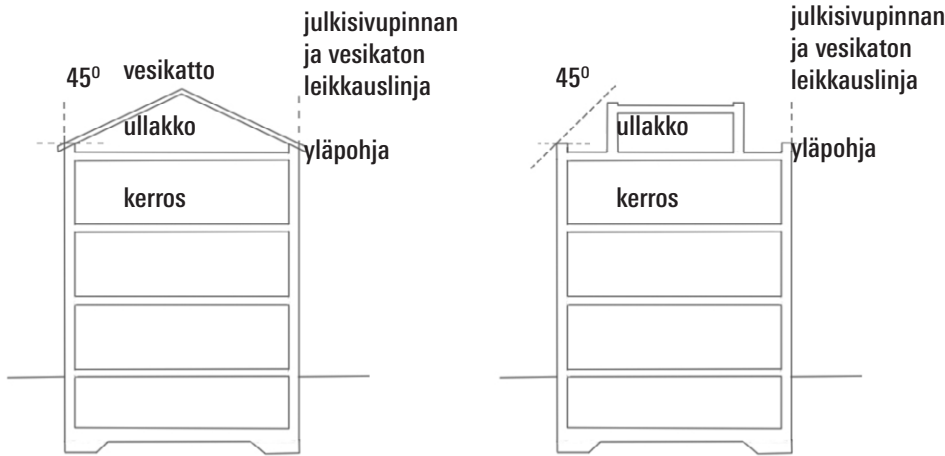 julkisivupinnan
ja vesikaton
leikkauslinja
45⁰
vesikatto
ullakko
yläpohja
kerros
julkisivupinnan
ja vesikaton
leikkauslinja
45⁰
ullakko
yläpohja
kerros